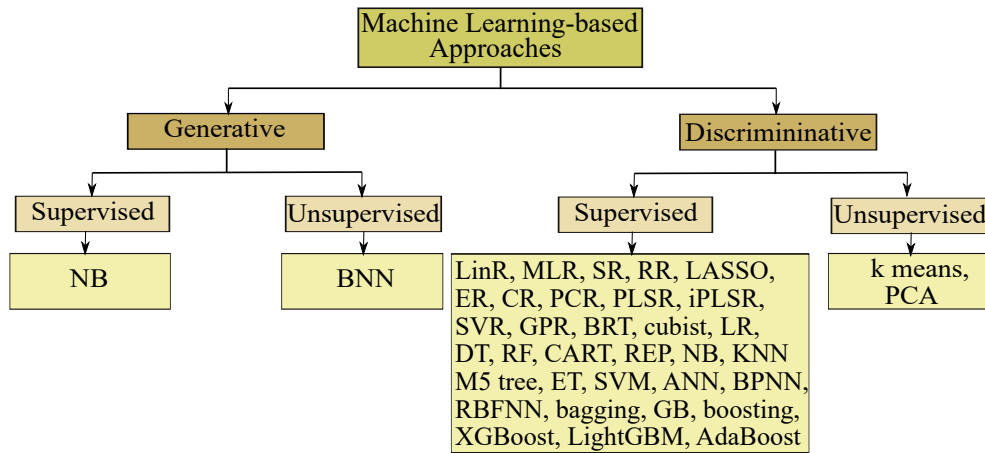 Machine Learning-based
Approaches
Generative
Discrimininative
Supervised
Unsupervised
Supervised
Unsupervised
NB
BNN
LinR, MLR, SR, RR, LASSO,
ER, CR, PCR, PLSR, iPLSR,
SVR, GPR, BRT, cubist, LR,
DT, RF, CART, REP, NB, KNN
M5 tree, ET, SVM, ANN, BPNN,
RBFNN, bagging, GB, boosting,
XGBoost, LightGBM, AdaBoost
k means,
PCA